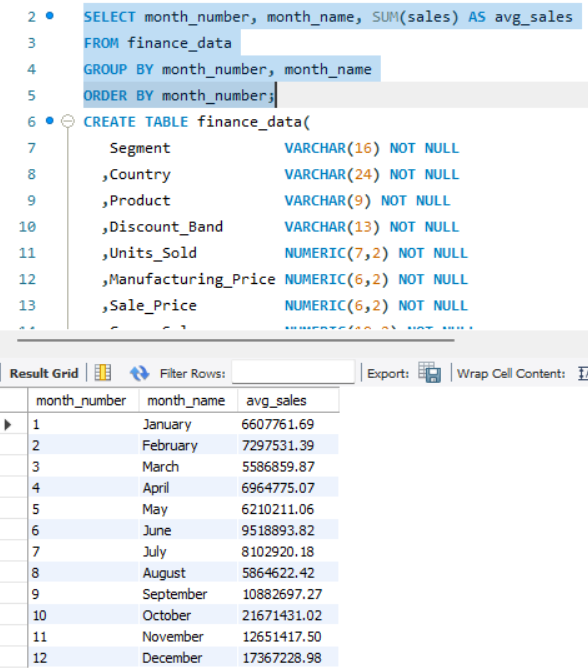 2 SELECT month_number, month_name, SUM(sales) AS avg_sales
3 FROM finance_data
4 GROUP BY month_number, month_name
5 ORDER BY month_number;
6 CREATE TABLE finance_data(
7 Segment VARCHAR(16) NOT NULL
8 ,Country VARCHAR(24) NOT NULL
9 ,Product VARCHAR(9) NOT NULL
10 ,Discount_Band VARCHAR(13) NOT NULL
11 ,Units_Sold NUMERIC(7,2) NOT NULL
12 ,Manufacturing_Price NUMERIC(6,2) NOT NULL
13 ,Sale_Price NUMERIC(6,2) NOT NULL
Result Grid Filter Rows: Export: Wrap Cell Content:
month_number month_name avg_sales
1 January 6607761.69
2 February 7297531.39
3 March 5586859.87
4 April 6964775.07
5 May 6210211.06
6 June 9518893.82
7 July 8102920.18
8 August 5864622.42
9 September 10882697.27
10 October 21671431.02
11 November 12651417.50
12 December 17367228.98